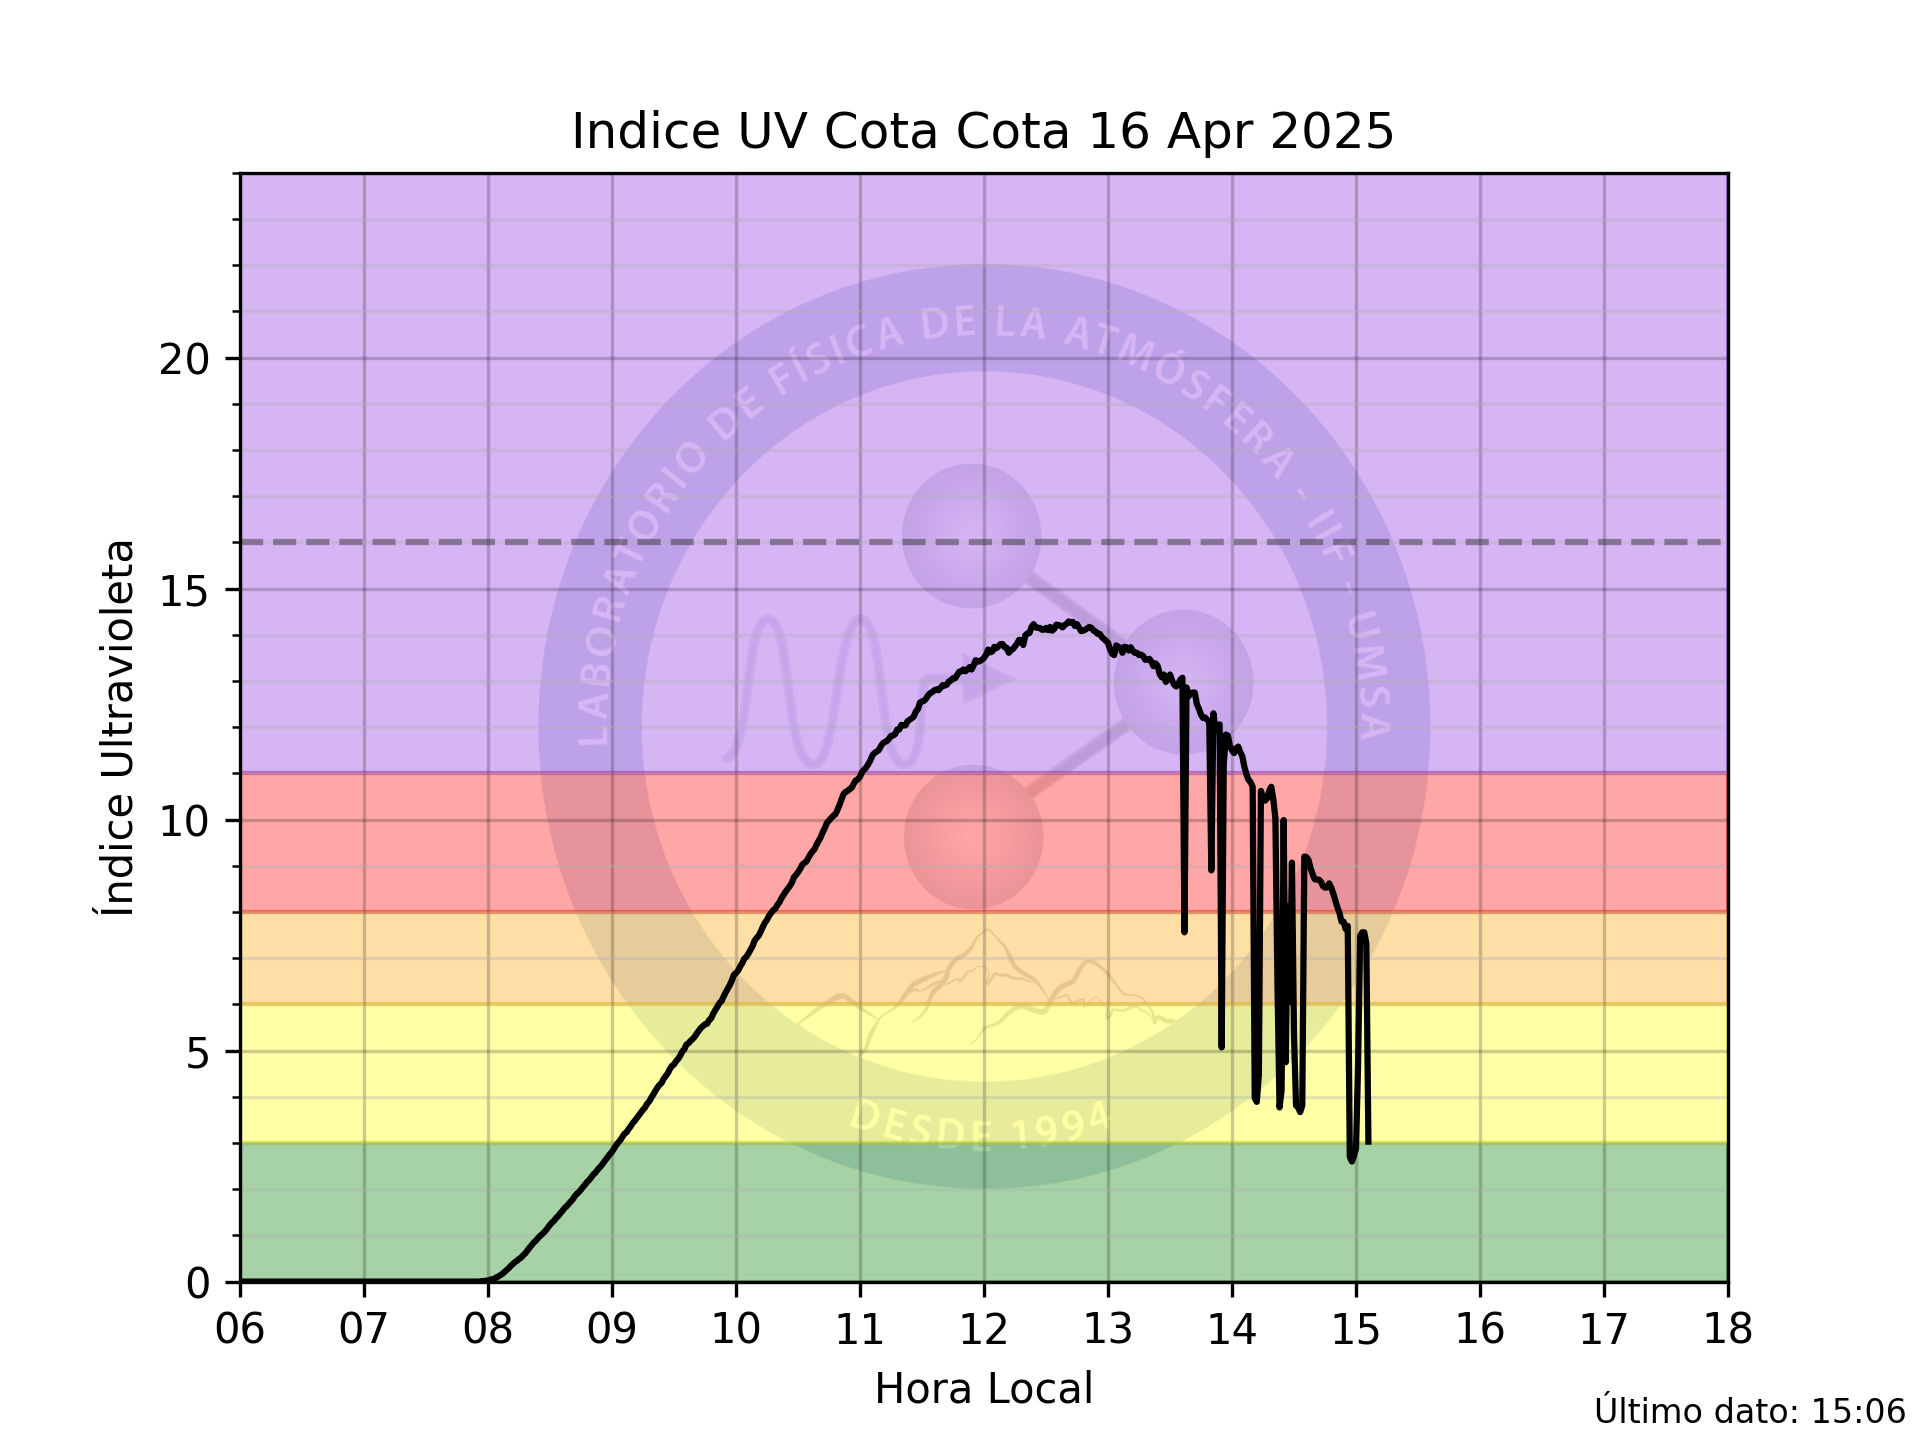 Indice UV Cota Cota 16 Apr 2025
LABORATORIO DE FÍSICA DE LA ATMÓSFERA - IIF - UMSA
DESDE 1994
Índice Ultravioleta
20
15
10
5
0
06 07 08 09 10 11 12 13 14 15 16 17 18
Hora Local
Último dato: 15:06